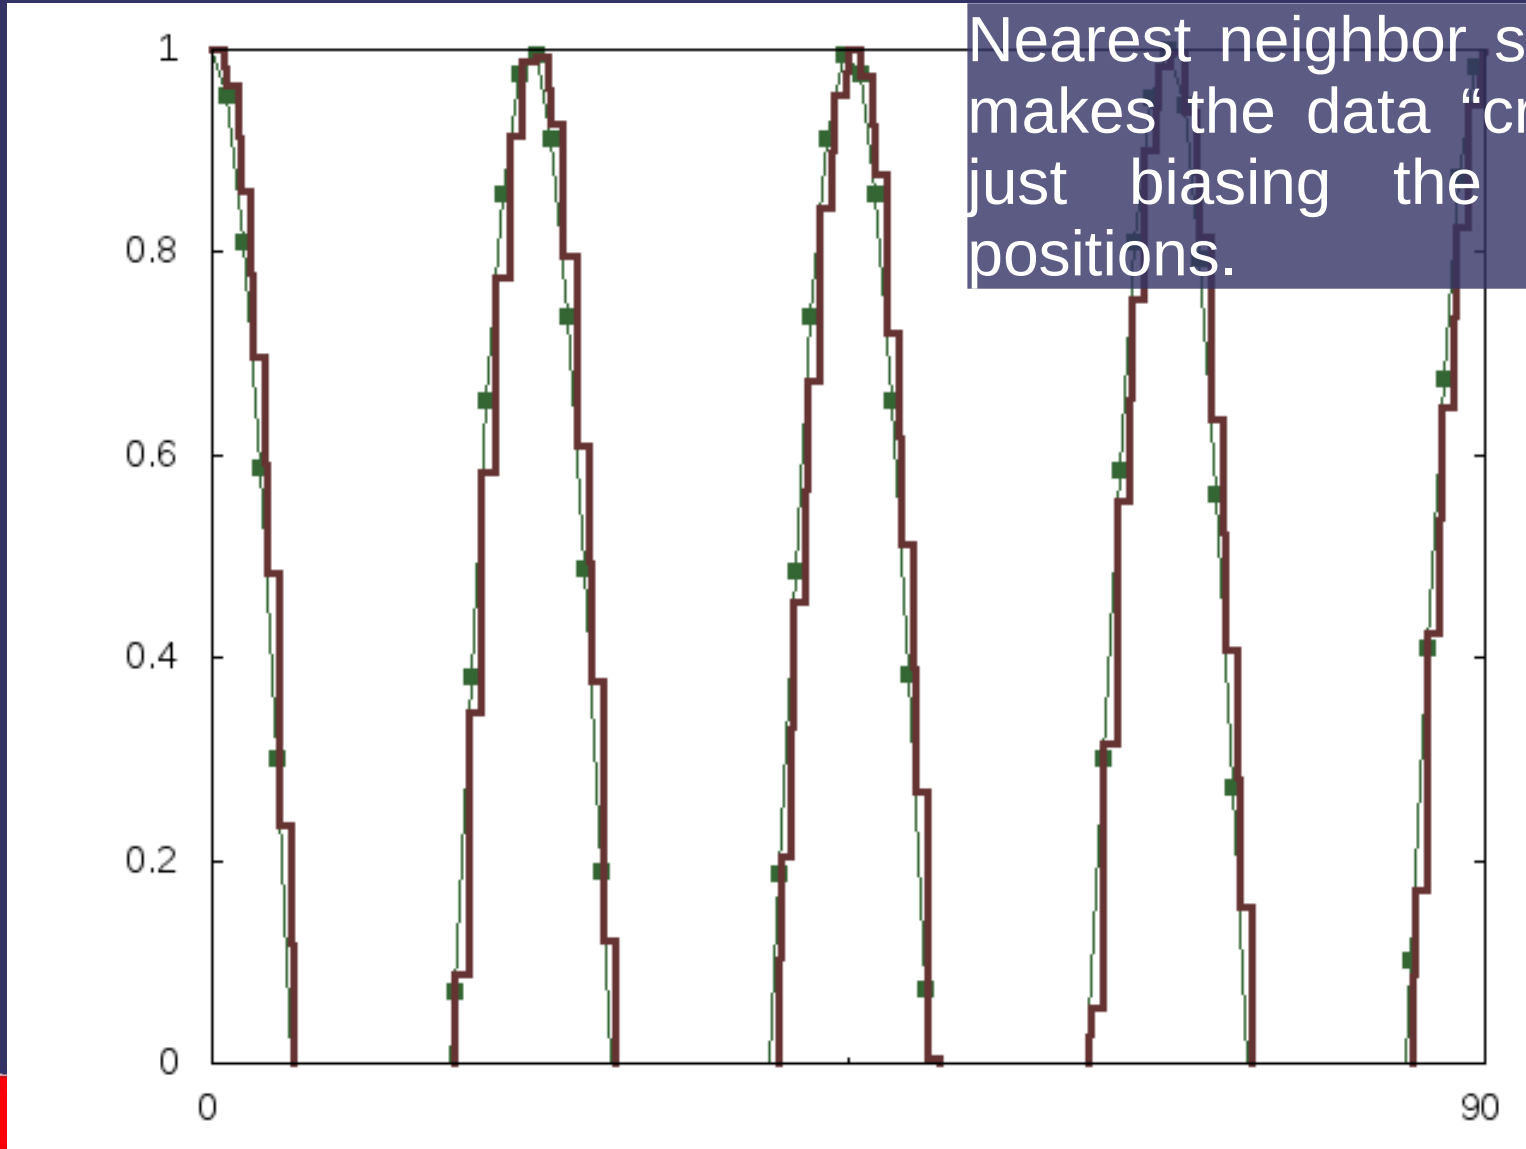 Nearest neighbor
makes the data
just biasing the
positions.
1
0.8
0.6
0.4
0.2
0
0 90